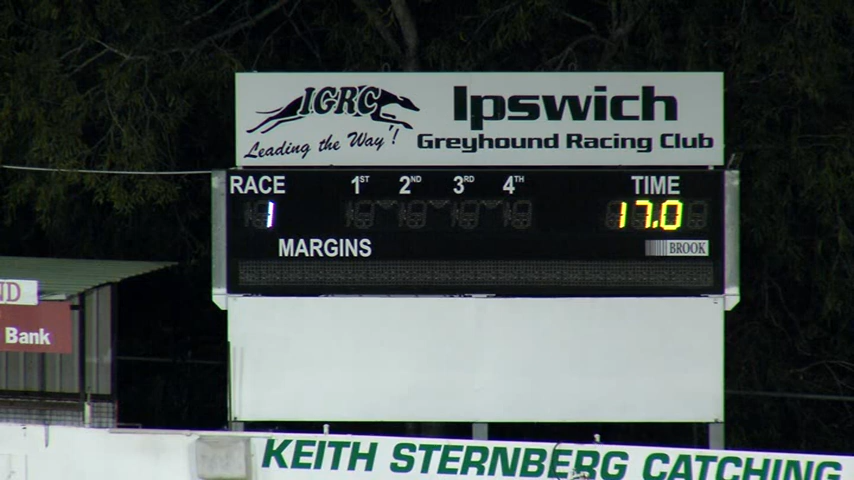 IGRC
Leading the Way!
Ipswich
Greyhound Racing Club
RACE 1ST 2ND 3RD 4TH TIME
1 17.0
MARGINS BROOK
ND
Bank
KEITH STERNBERG CATCHING